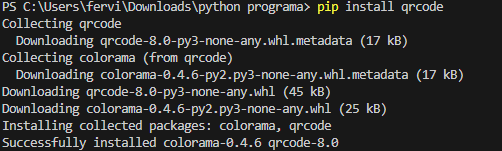 PS C:\Users\fervi\Downloads\python programa> pip install qrcode
Collecting qrcode
  Downloading qrcode-8.0-py3-none-any.whl.metadata (17 kB)
Collecting colorama (from qrcode)
  Downloading colorama-0.4.6-py2.py3-none-any.whl.metadata (17 kB)
Downloading qrcode-8.0-py3-none-any.whl (45 kB)
Downloading colorama-0.4.6-py2.py3-none-any.whl (25 kB)
Installing collected packages: colorama, qrcode
Successfully installed colorama-0.4.6 qrcode-8.0